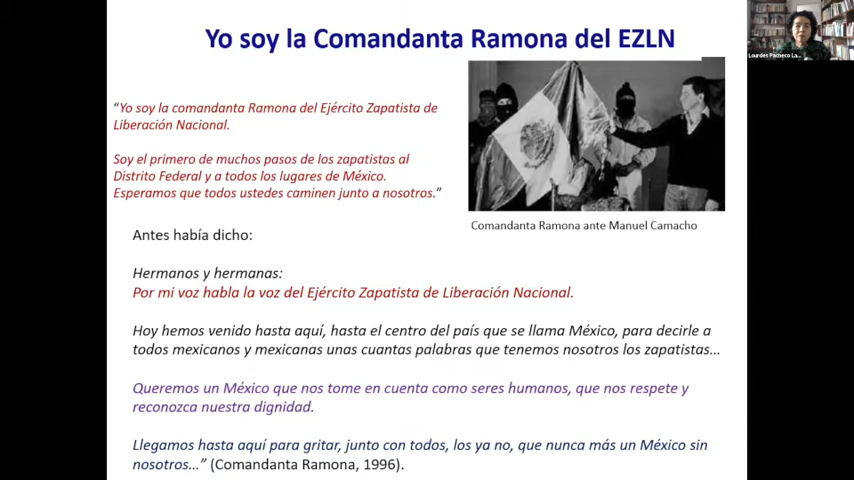 Yo soy la Comandanta Ramona del EZLN
Lourdes Pacheco La...
“Yo soy la comandanta Ramona del Ejército Zapatista de
Liberación Nacional.
Soy el primero de muchos pasos de los zapatistas al
Distrito Federal y a todos los lugares de México.
Esperamos que todos ustedes caminen junto a nosotros.”
Comandanta Ramona ante Manuel Camacho
Antes había dicho:
Hermanos y hermanas:
Por mi voz habla la voz del Ejército Zapatista de Liberación Nacional.
Hoy hemos venido hasta aquí, hasta el centro del país que se llama México, para decirle a
todos mexicanos y mexicanas unas cuantas palabras que tenemos nosotros los zapatistas…
Queremos un México que nos tome en cuenta como seres humanos, que nos respete y
reconozca nuestra dignidad.
Llegamos hasta aquí para gritar, junto con todos, los ya no, que nunca más un México sin
nosotros…” (Comandanta Ramona, 1996).